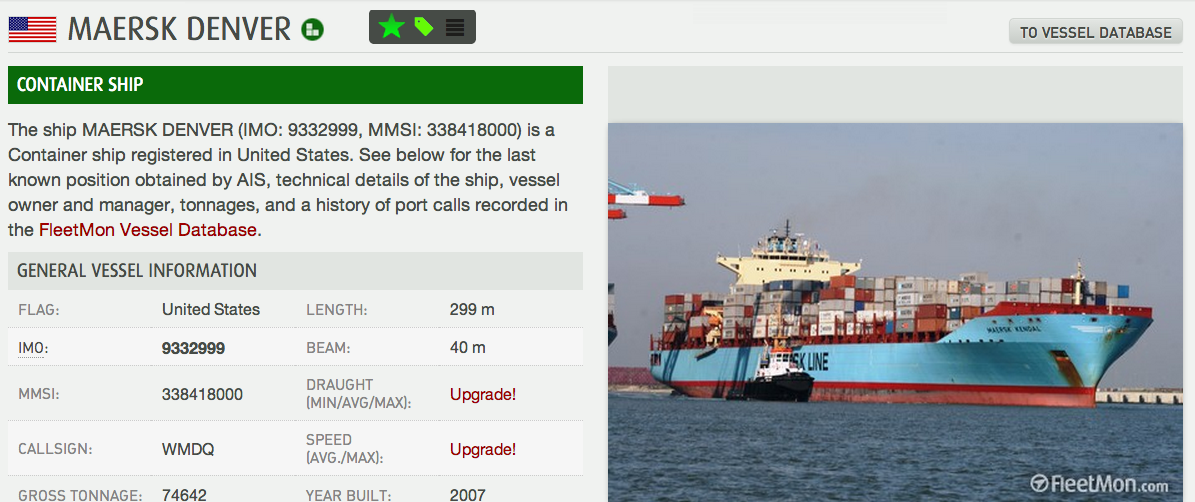 MAERSK DENVER
TO VESSEL DATABASE
CONTAINER SHIP
The ship MAERSK DENVER (IMO: 9332999, MMSI: 338418000) is a
Container ship registered in United States. See below for the last
known position obtained by AIS, technical details of the ship, vessel
owner and manager, tonnages, and a history of port calls recorded in
the FleetMon Vessel Database.
GENERAL VESSEL INFORMATION
FLAG: United States LENGTH: 299 m
IMO: 9332999 BEAM: 40 m
MMSI: 338418000 DRAUGHT (MIN/AVG/MAX): Upgrade!
CALLSIGN: WMDQ SPEED (AVG./MAX): Upgrade!
GROSS TONNAGE: 74642 YEAR BUILT: 2007
MAERSK KENDAL
SK LINE
FleetMon.com